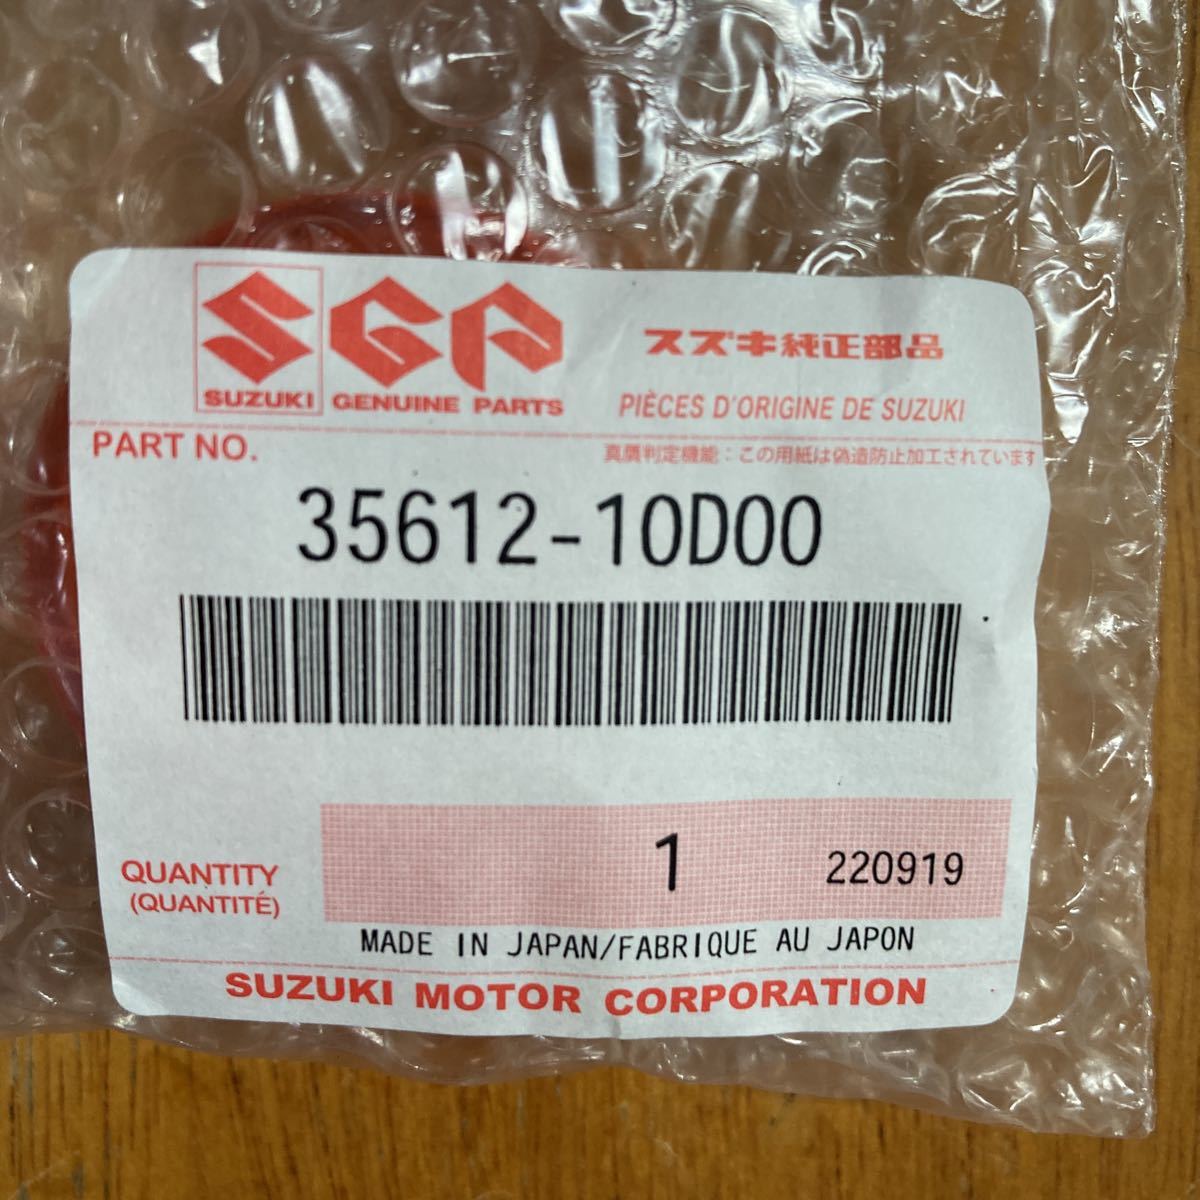 SGP
SUZUKI GENUINE PARTS
スズキ純正部品
PIÈCES D'ORIGINE DE SUZUKI
PART NO.
真贋判定機能：この用紙は偽造防止加工されています
35612-10D00
QUANTITY
(QUANTITÉ)
1 220919
MADE IN JAPAN/FABRIQUE AU JAPON
SUZUKI MOTOR CORPORATION